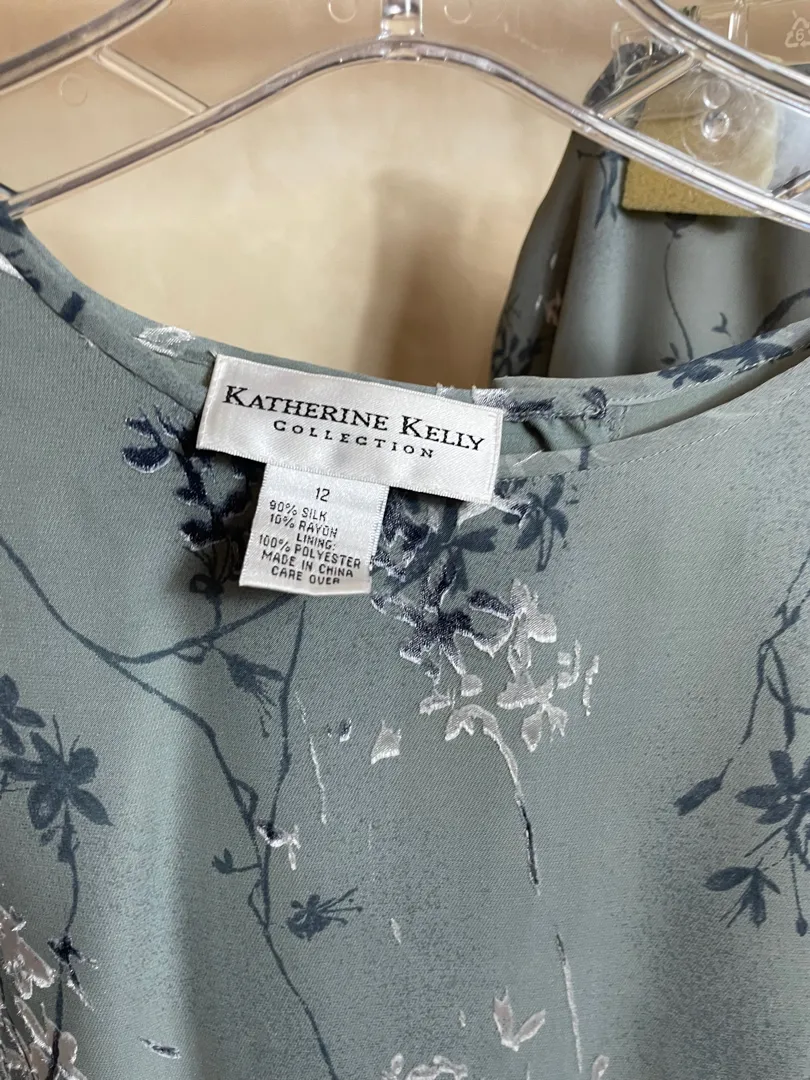 KATHERINE KELLY
COLLECTION
12
90% SILK
10% RAYON
LINING:
100% POLYESTER
MADE IN CHINA
CARE OVER